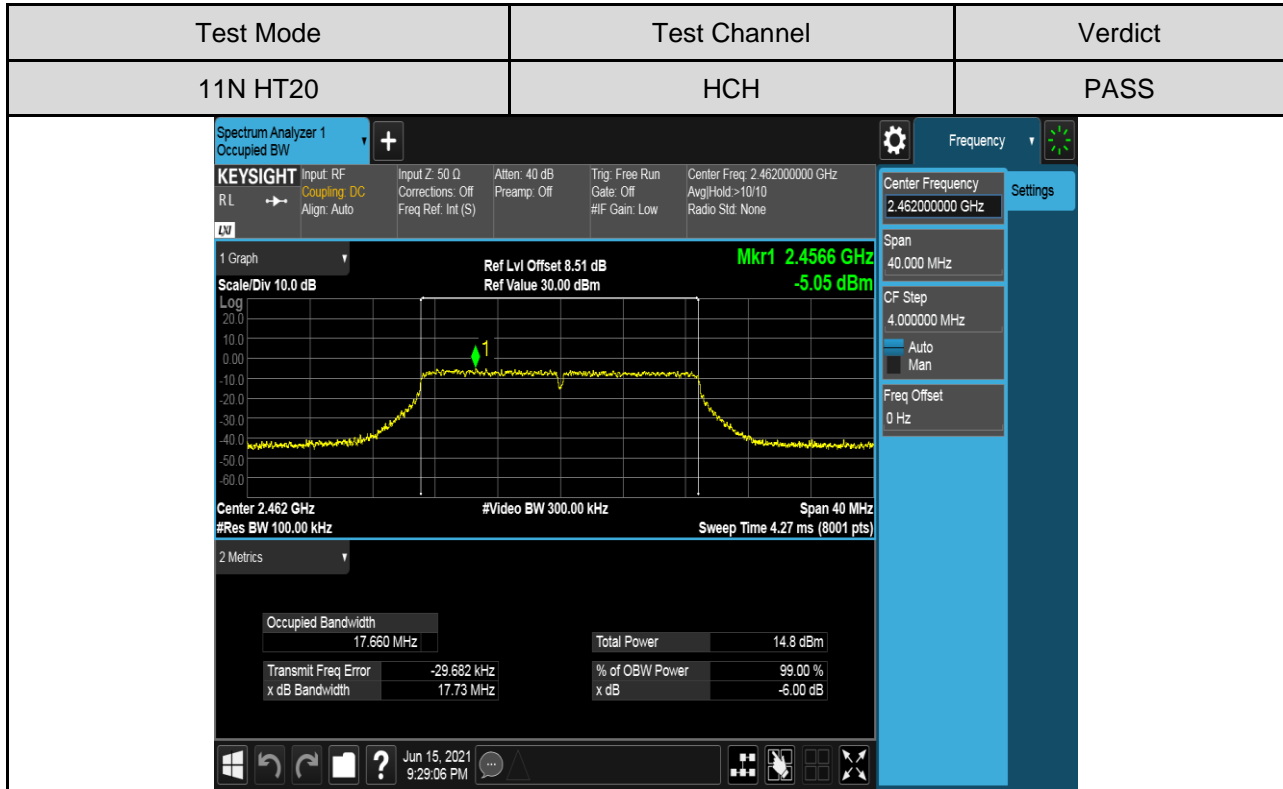 Test Mode Test Channel Verdict
11N HT20 HCH PASS
Spectrum Analyzer 1
Occupied BW
+
Frequency
KEYSIGHT Input: RF Input Z: 50 Ω Atten: 40 dB Trig: Free Run Center Freq: 2.462000000 GHz
RL Coupling: DC Corrections: Off Preamp: Off Gate: Off Avg|Hold:>10/10
Align: Auto Freq Ref: Int (S) #IF Gain: Low Radio Std: None
LXI
Center Frequency
2.462000000 GHz
Settings
Span
40.000 MHz
CF Step
4.000000 MHz
Auto
Man
Freq Offset
0 Hz
1 Graph Ref Lvl Offset 8.51 dB Mkr1 2.4566 GHz
Scale/Div 10.0 dB Ref Value 30.00 dBm -5.05 dBm
Log
20.0
10.0
0.00
-10.0
-20.0
-30.0
-40.0
-50.0
-60.0
1
Center 2.462 GHz #Video BW 300.00 kHz Span 40 MHz
#Res BW 100.00 kHz Sweep Time 4.27 ms (8001 pts)
2 Metrics
Occupied Bandwidth
17.660 MHz Total Power 14.8 dBm
Transmit Freq Error -29.682 kHz % of OBW Power 99.00 %
x dB Bandwidth 17.73 MHz x dB -6.00 dB
?
Jun 15, 2021
9:29:06 PM